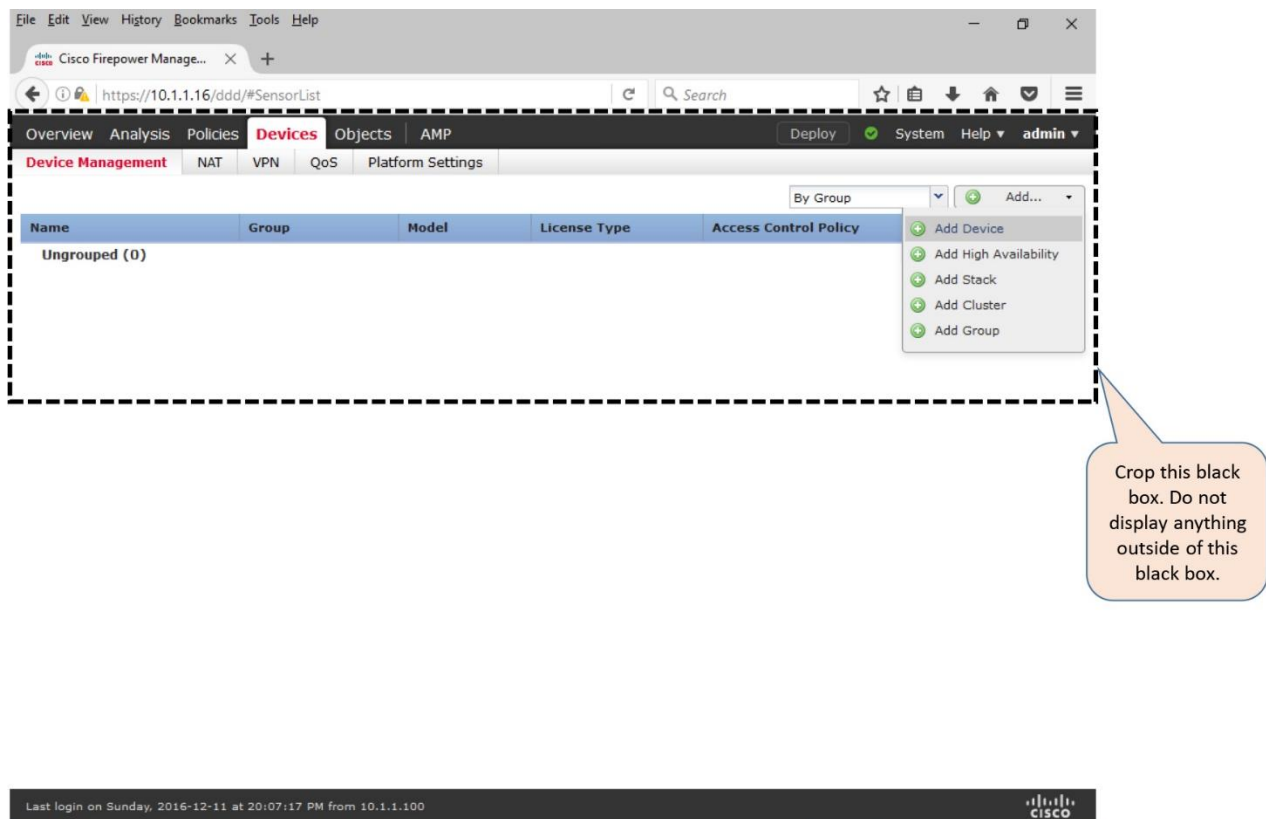 File Edit View History Bookmarks Tools Help
cisco Cisco Firepower Manage...
https://10.1.1.16/ddd/#SensorList Search
Overview Analysis Policies Devices Objects AMP Deploy System Help admin
Device Management NAT VPN QoS Platform Settings
By Group Add...
Name Group Model License Type Access Control Policy
Add Device
Ungrouped (0)
Add High Availability
Add Stack
Add Cluster
Add Group
Crop this black
box. Do not
display anything
outside of this
black box.
Last login on Sunday, 2016-12-11 at 20:07:17 PM from 10.1.1.100
CISCO